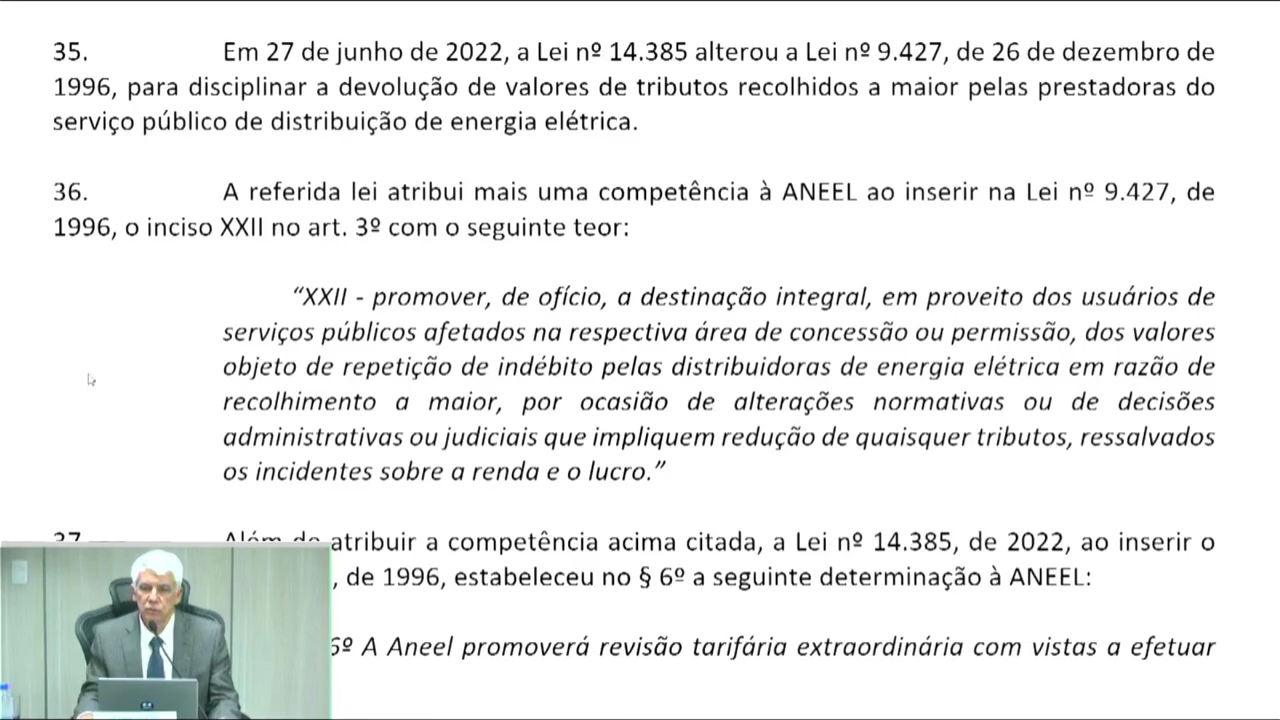 35. Em 27 de junho de 2022, a Lei nº 14.385 alterou a Lei nº 9.427, de 26 de dezembro de
1996, para disciplinar a devolução de valores de tributos recolhidos a maior pelas prestadoras do
serviço público de distribuição de energia elétrica.
36. A referida lei atribui mais uma competência à ANEEL ao inserir na Lei nº 9.427, de
1996, o inciso XXII no art. 3º com o seguinte teor:
“XXII - promover, de ofício, a destinação integral, em proveito dos usuários de
serviços públicos afetados na respectiva área de concessão ou permissão, dos valores
objeto de repetição de indébito pelas distribuidoras de energia elétrica em razão de
recolhimento a maior, por ocasião de alterações normativas ou de decisões
administrativas ou judiciais que impliquem redução de quaisquer tributos, ressalvados
os incidentes sobre a renda e o lucro.”
37. Além de atribuir a competência acima citada, a Lei nº 14.385, de 2022, ao inserir o
, de 1996, estabeleceu no § 6º a seguinte determinação à ANEEL:
6º A Aneel promoverá revisão tarifária extraordinária com vistas a efetuar